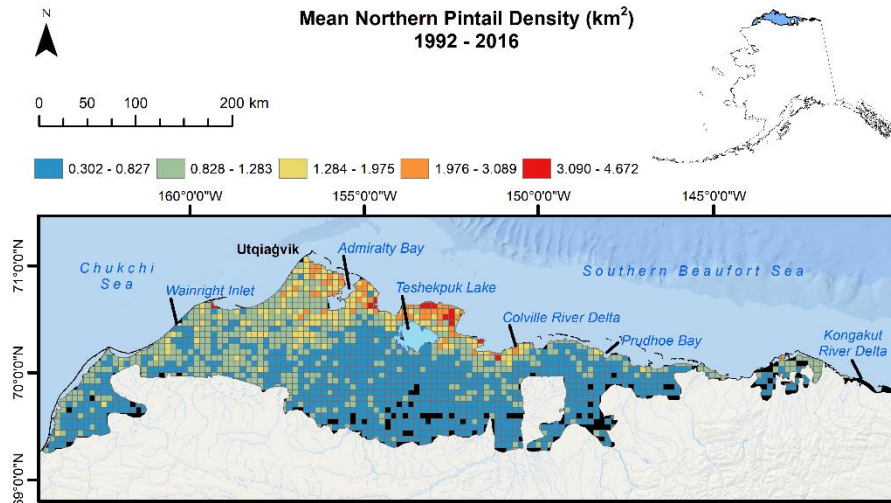 Mean Northern Pintail Density (km²)
1992 - 2016
N
0 50 100 200 km
0.302 - 0.827 0.828 - 1.283 1.284 - 1.975 1.976 - 3.089 3.090 - 4.672
160°0'0"W 155°0'0"W 150°0'0"W 145°0'0"W
71°0'0"N
70°0'0"N
69°0'0"N
Utqiaġvik
Admiralty Bay
Chukchi
Sea
Southern Beaufort Sea
Wainright Inlet
Teshekpuk Lake
Colville River Delta
Prudhoe Bay
Kongakut
River Delta